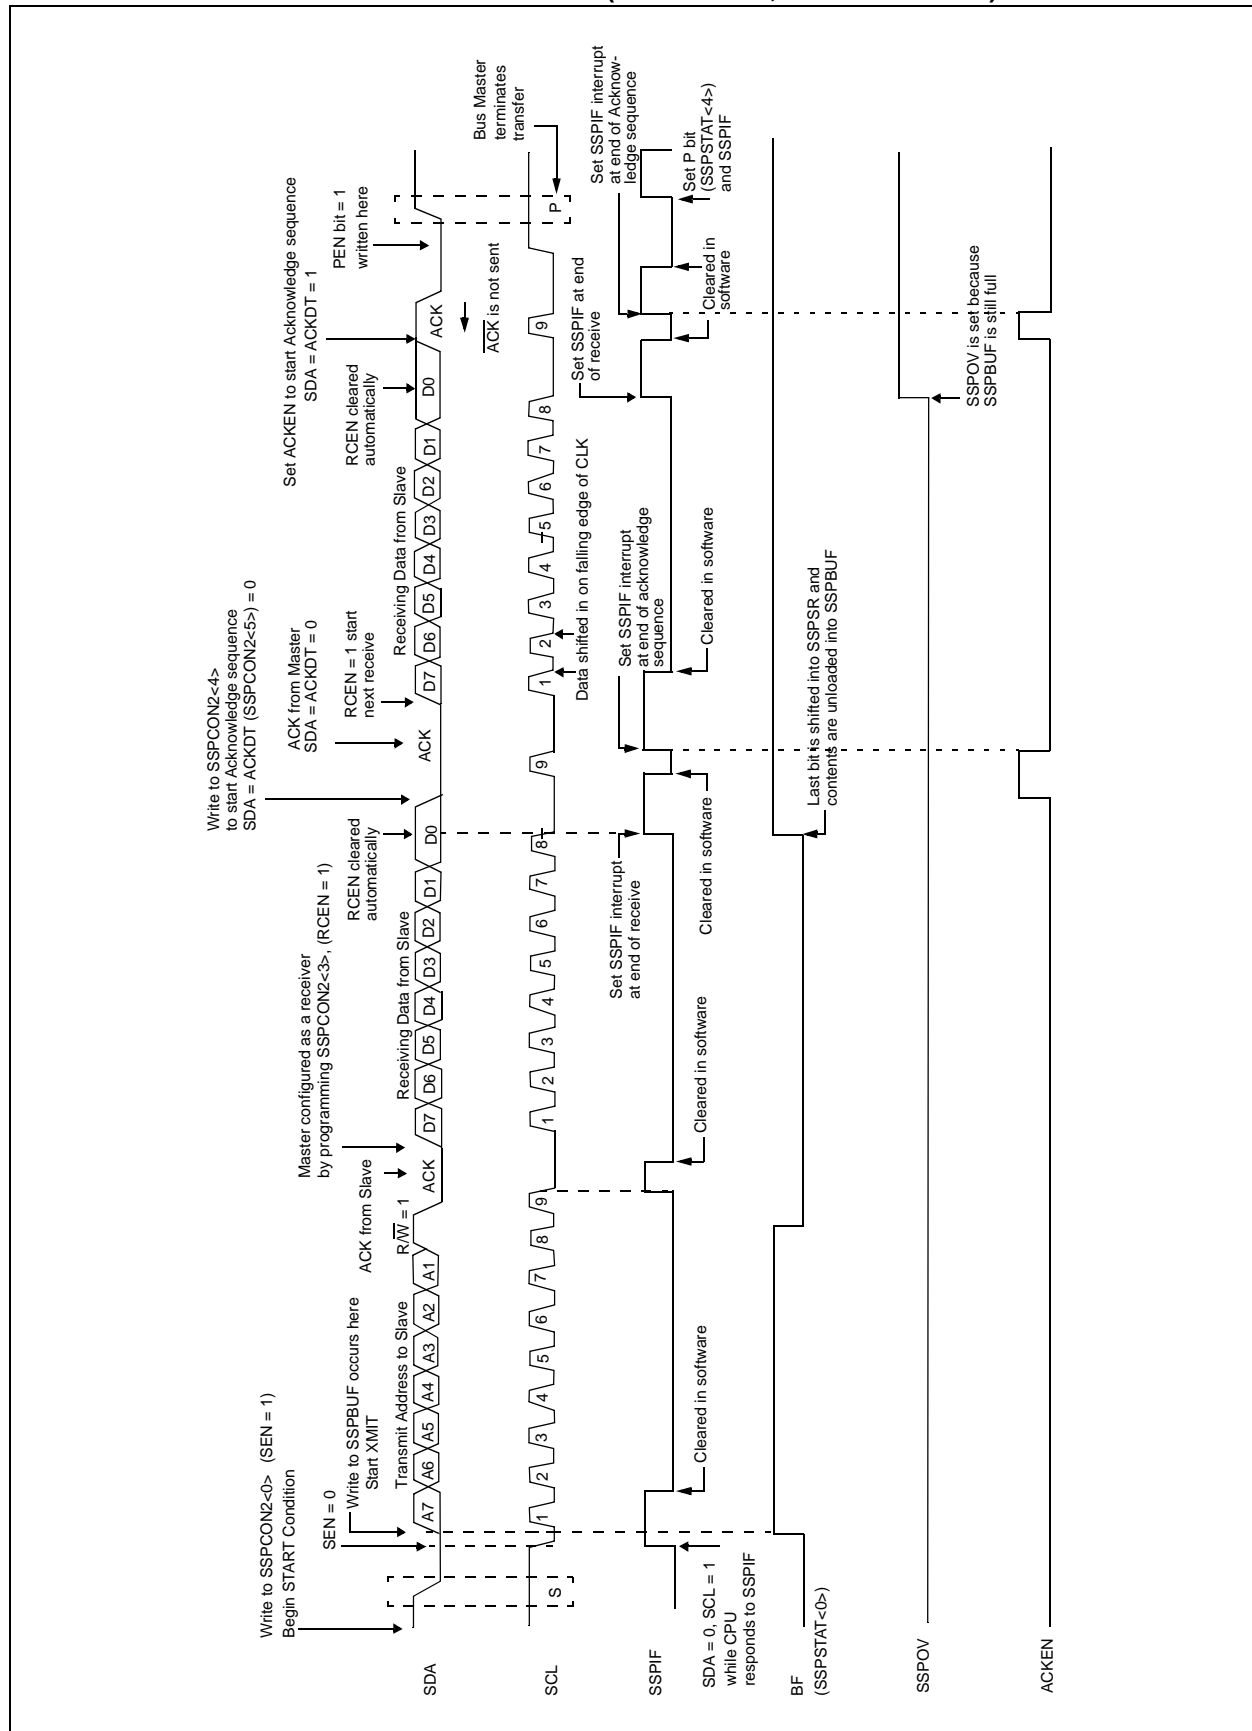 Write to SSPCON2<0> (SEN = 1)
Begin START Condition
SEN = 0
Write to SSPBUF occurs here
Start XMIT
Transmit Address to Slave
ACK from Slave
R/W = 1
Master configured as a receiver
by programming SSPCON2<3>, (RCEN = 1)
Receiving Data from Slave
RCEN cleared
automatically
Write to SSPCON2<4>
to start Acknowledge sequence
SDA = ACKDT (SSPCON2<5>) = 0
ACK from Master
SDA = ACKDT = 0
RCEN = 1 start
next receive
Receiving Data from Slave
RCEN cleared
automatically
Set ACKEN to start Acknowledge sequence
SDA = ACKDT = 1
PEN bit = 1
written here
SDA
A7 A6 A5 A4 A3 A2 A1
ACK
D7 D6 D5 D4 D3 D2 D1 D0
ACK
D7 D6 D5 D4 D3 D2 D1 D0
ACK
ACK is not sent
Bus Master
terminates
transfer
SCL
S
1 2 3 4 5 6 7 8 9
1 2 3 4 5 6 7 8 9
1 2 3 4 5 6 7 8 9
P
Data shifted in on falling edge of CLK
Set SSPIF interrupt
at end of receive
Set SSPIF interrupt
at end of acknowledge
sequence
Set SSPIF at end
of receive
Set SSPIF interrupt
at end of Acknow-
ledge sequence
SSPIF
Cleared in software
Cleared in software
Cleared in software
Cleared in software
Cleared in
software
Set P bit
(SSPSTAT<4>)
and SSPIF
SDA = 0, SCL = 1
while CPU
responds to SSPIF
BF
(SSPSTAT<0>)
Last bit is shifted into SSPSR and
contents are unloaded into SSPBUF
SSPOV
SSPOV is set because
SSPBUF is still full
ACKEN